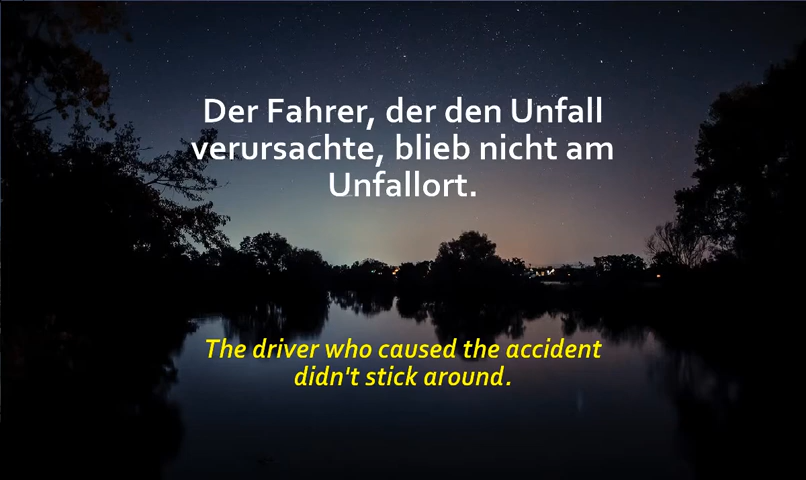 Der Fahrer, der den Unfall
verursachte, blieb nicht am
Unfallort.
The driver who caused the accident
didn't stick around.